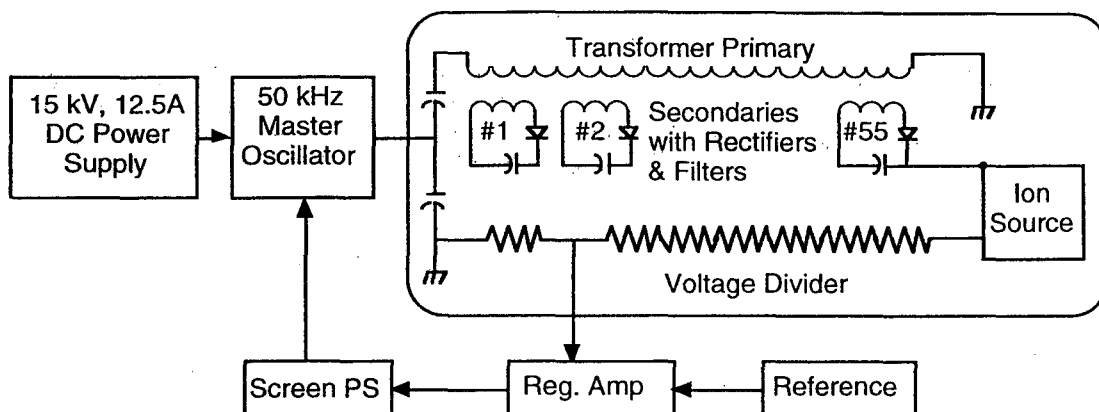 Transformer Primary
15 kV, 12.5A
DC Power
Supply
50 kHz
Master
Oscillator
#1
#2
Secondaries
with Rectifiers
& Filters
#55
Ion
Source
Voltage Divider
Screen PS
Reg. Amp
Reference